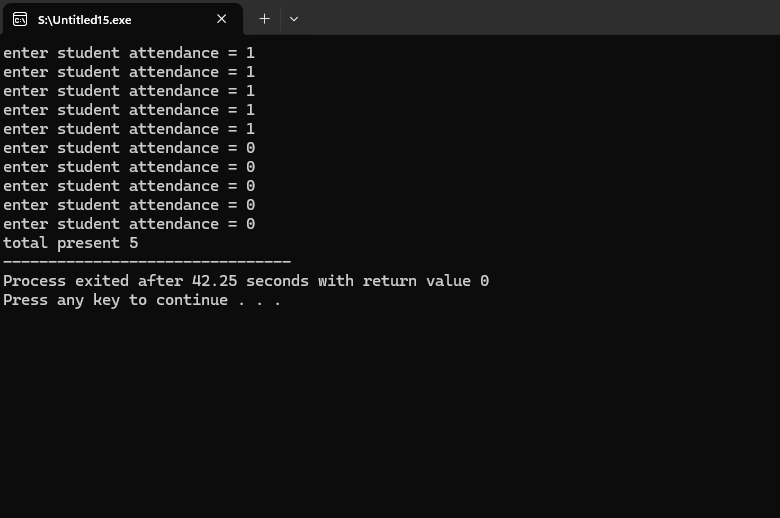 S:\Untitled15.exe
enter student attendance = 1
enter student attendance = 1
enter student attendance = 1
enter student attendance = 1
enter student attendance = 1
enter student attendance = 0
enter student attendance = 0
enter student attendance = 0
enter student attendance = 0
enter student attendance = 0
total present 5
--------------------------------
Process exited after 42.25 seconds with return value 0
Press any key to continue . . .